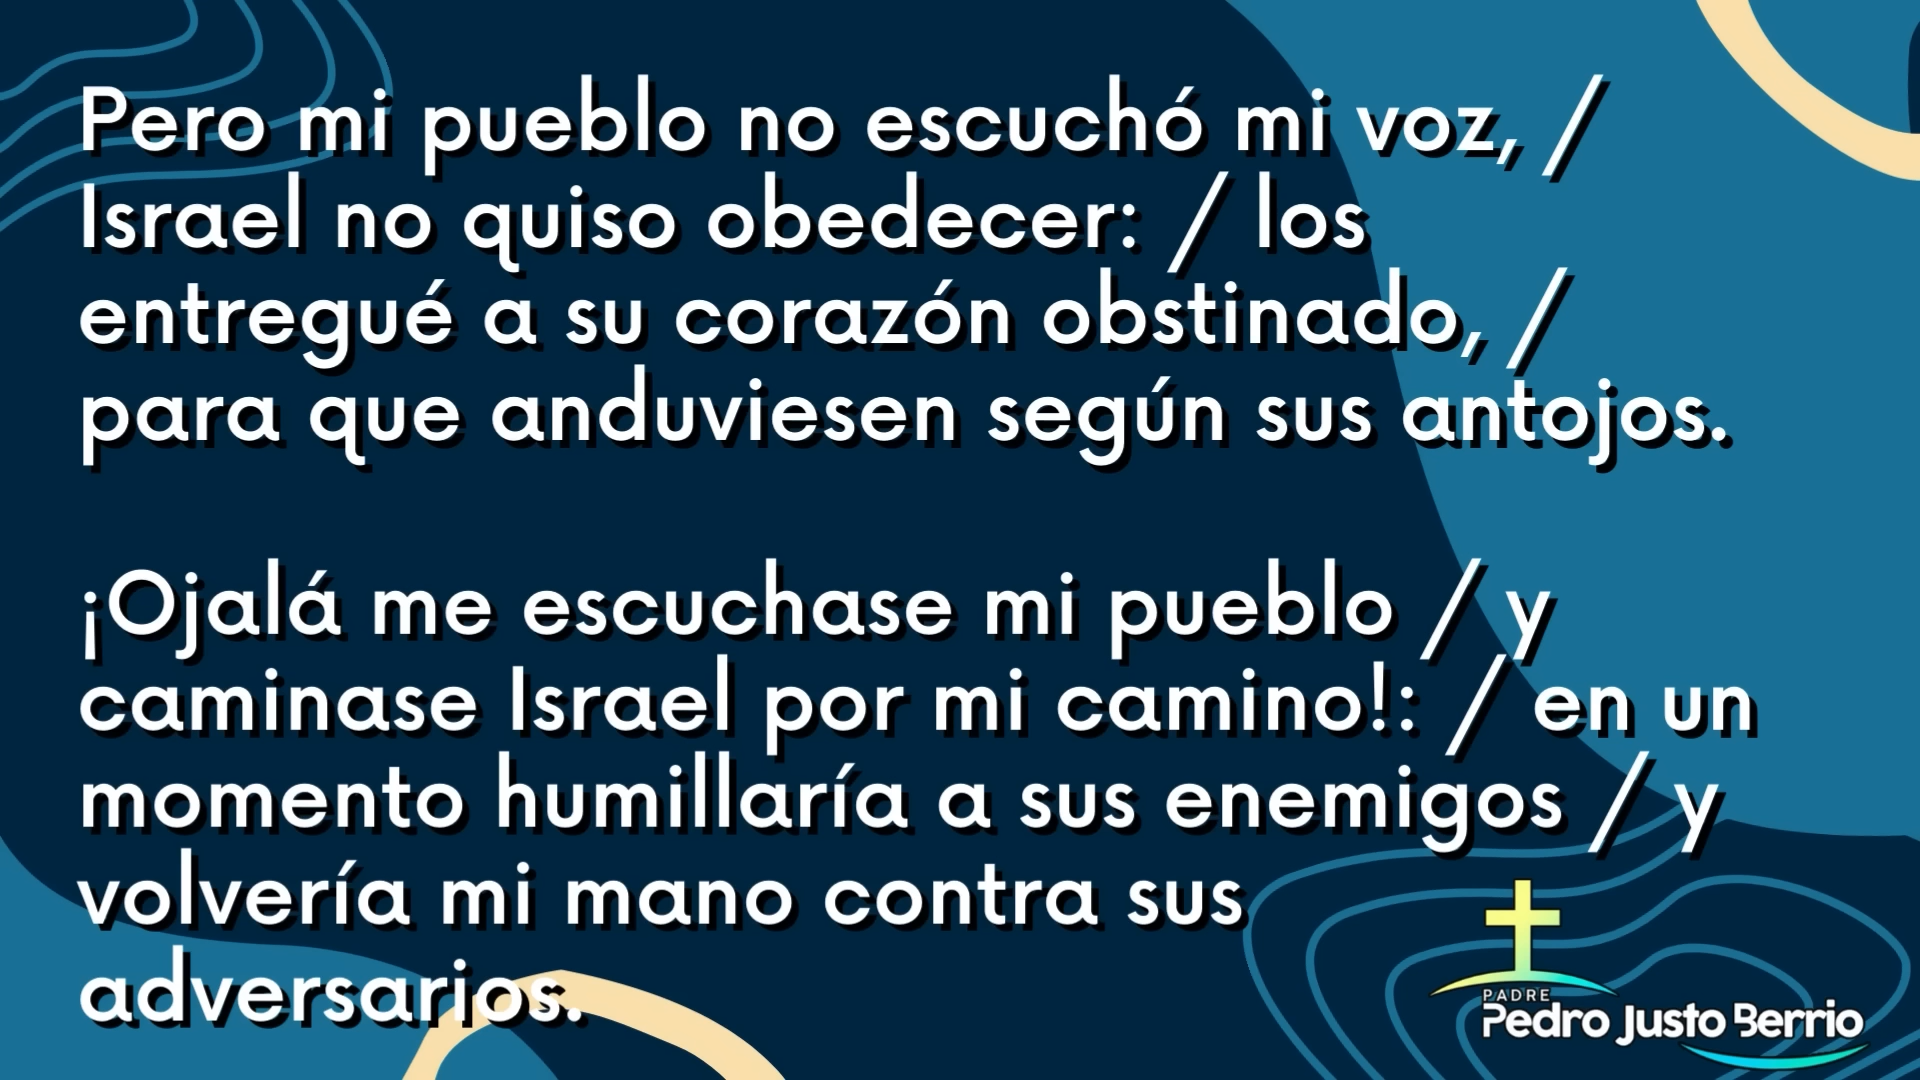 Pero mi pueblo no escuchó mi voz, /
Israel no quiso obedecer: / los
entregué a su corazón obstinado, /
para que anduviesen según sus antojos.
¡Ojalá me escuchase mi pueblo / y
caminase Israel por mi camino!: / en un
momento humillaría a sus enemigos / y
volvería mi mano contra sus
adversarios.
PADRE
Pedro Justo Berrio